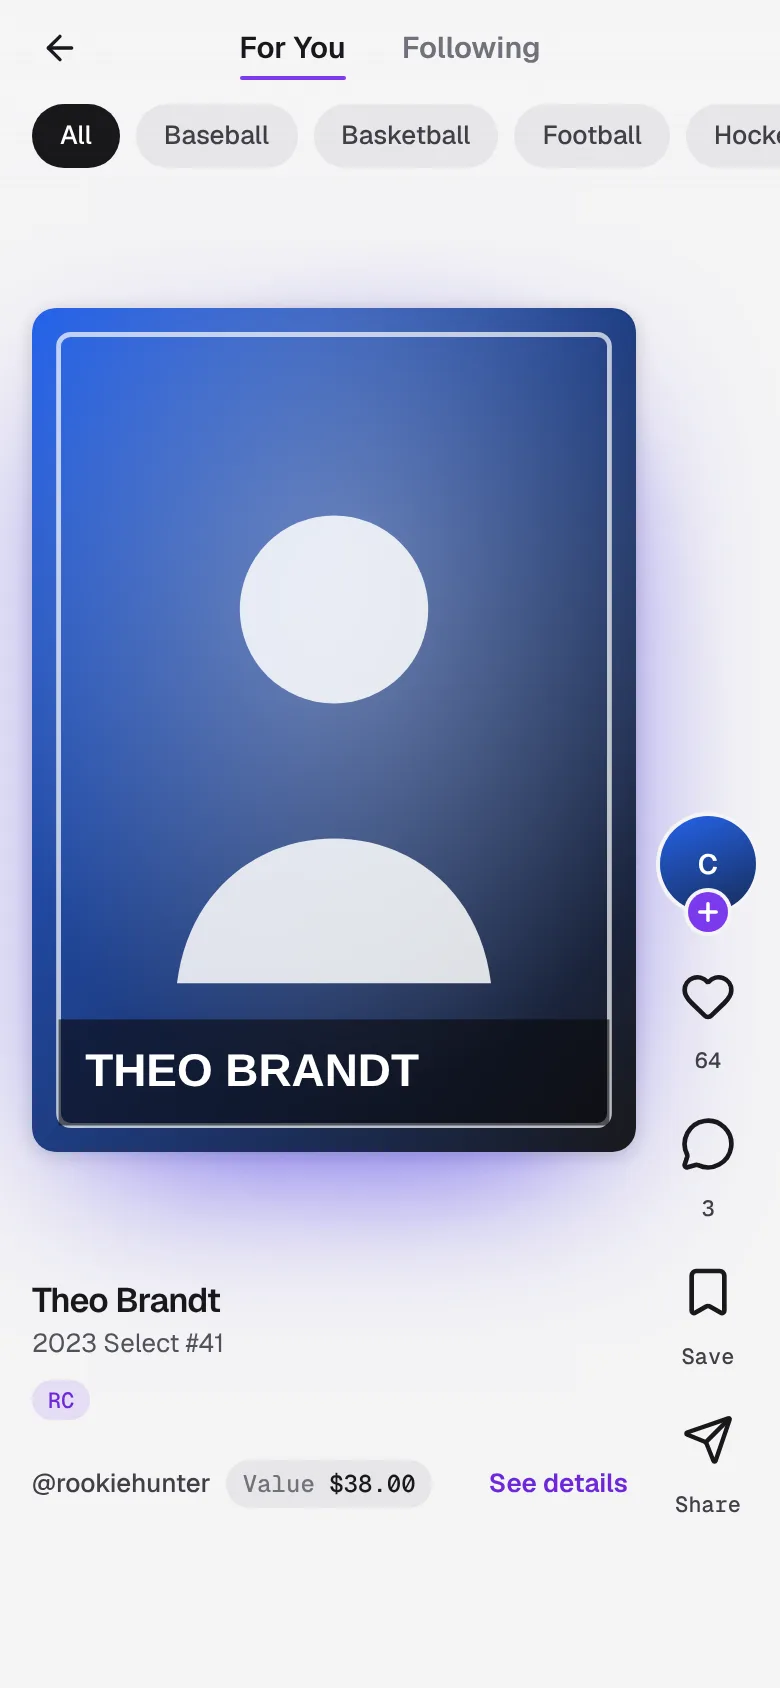 For You Following
All Baseball Basketball Football Hocke
THEO BRANDT
C
64
3
Theo Brandt
2023 Select #41
RC
Save
@rookiehunter Value $38.00 See details
Share